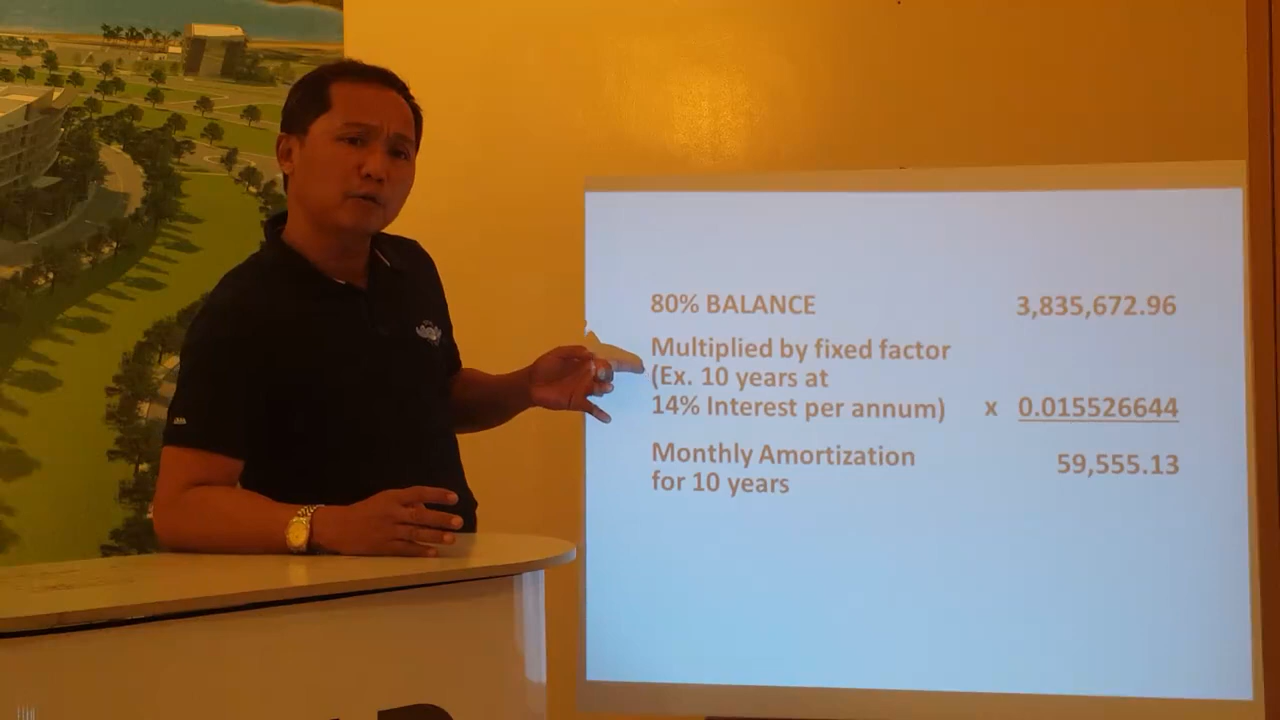 80% BALANCE 3,835,672.96
Multiplied by fixed factor
(Ex. 10 years at
14% Interest per annum) x 0.015526644
Monthly Amortization 59,555.13
for 10 years